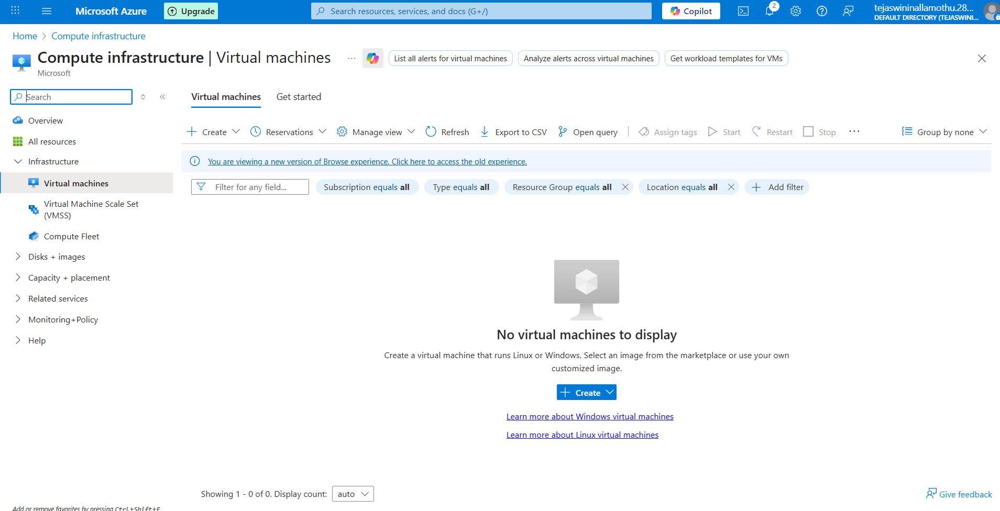 Microsoft Azure
Upgrade
Search resources, services, and docs (G+/)
Copilot
2
tejaswininallamothu.28...
DEFAULT DIRECTORY (TEJASWINI...
Home > Compute infrastructure
Compute infrastructure | Virtual machines
...
List all alerts for virtual machines
Analyze alerts across virtual machines
Get workload templates for VMs
Microsoft
Search
Virtual machines
Get started
Overview
All resources
Infrastructure
Virtual machines
Virtual Machine Scale Set
(VMSS)
Compute Fleet
Disks + images
Capacity + placement
Related services
Monitoring+Policy
Help
Create
Reservations
Manage view
Refresh
Export to CSV
Open query
Assign tags
Start
Restart
Stop
...
Group by none
You are viewing a new version of Browse experience. Click here to access the old experience.
Filter for any field...
Subscription equals all
Type equals all
Resource Group equals all
Location equals all
Add filter
No virtual machines to display
Create a virtual machine that runs Linux or Windows. Select an image from the marketplace or use your own
customized image.
Create
Learn more about Windows virtual machines
Learn more about Linux virtual machines
Showing 1 - 0 of 0. Display count: auto
Give feedback
Add or remove favorites by pressing Ctrl+Shift+F